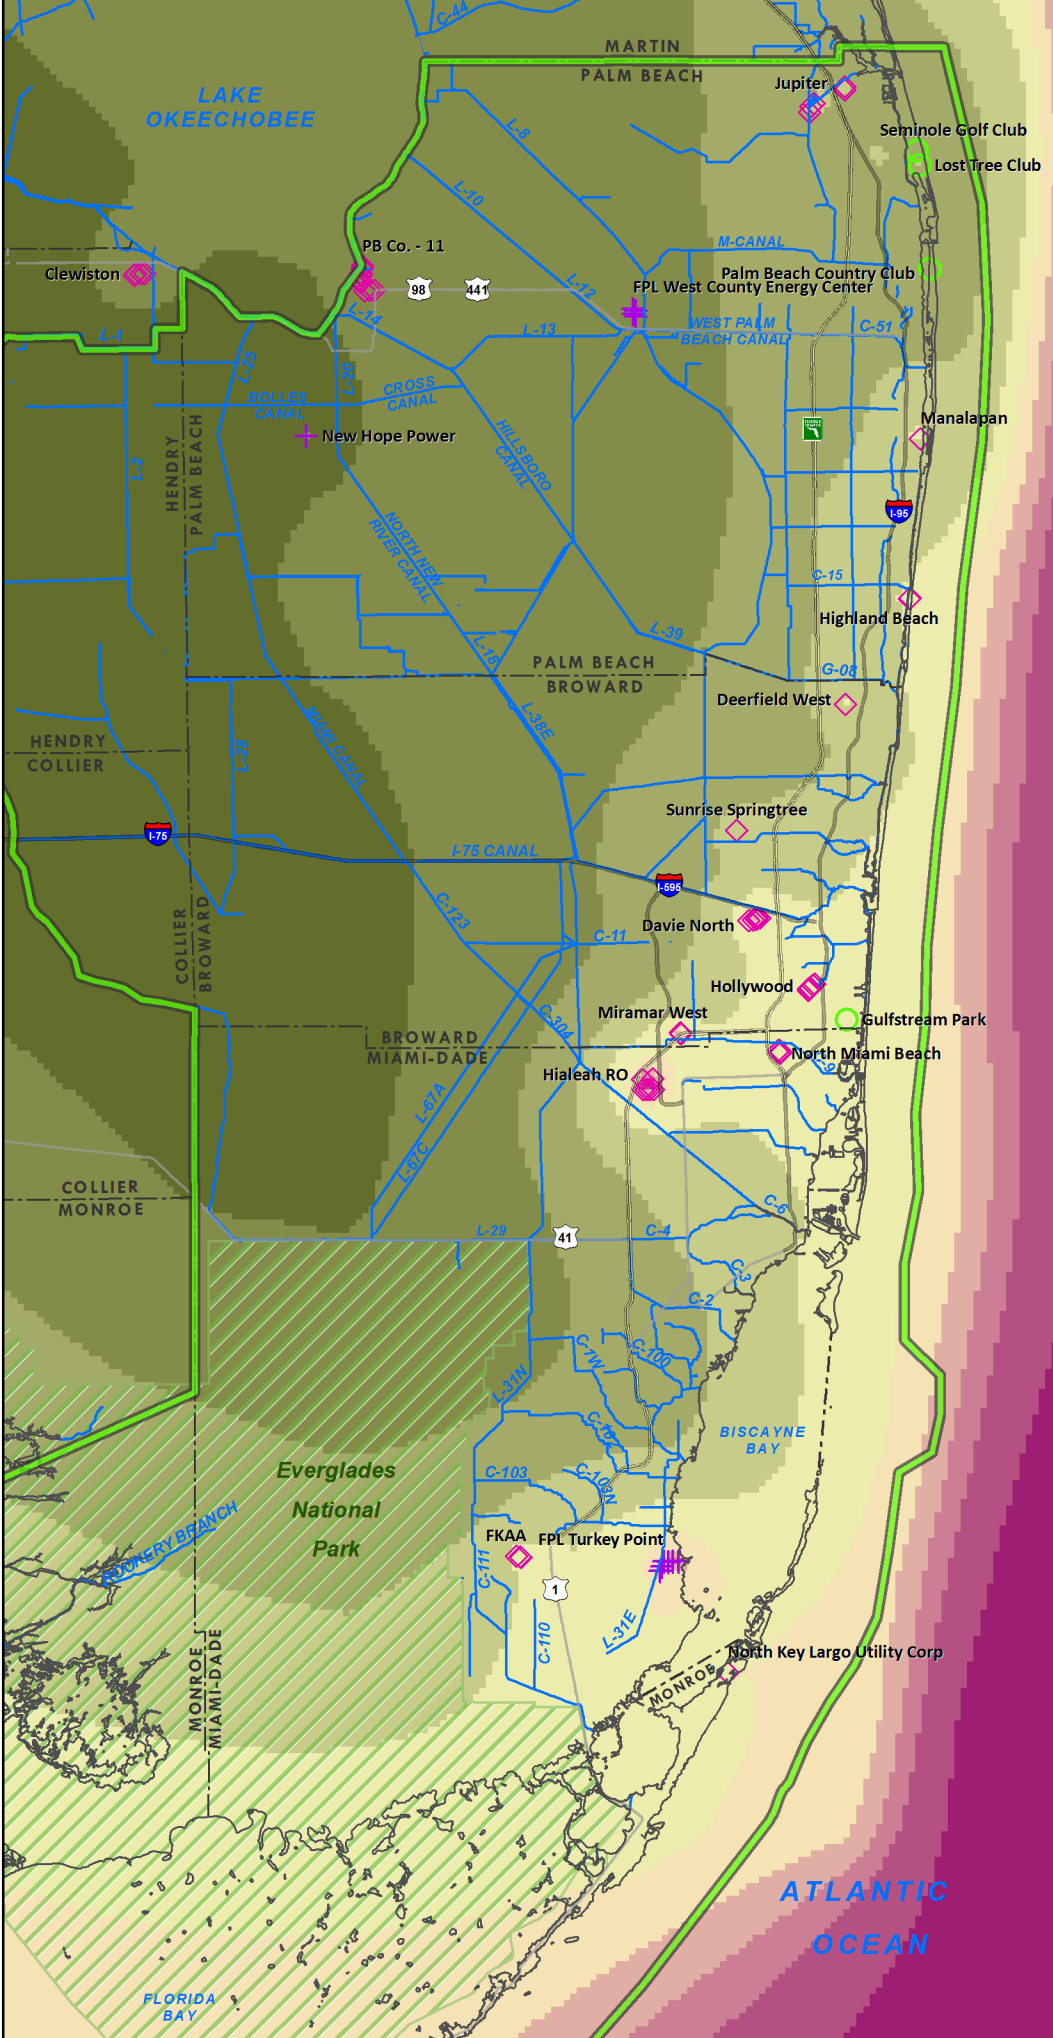 C-44
MARTIN
PALM BEACH
LAKE
OKEECHOBEE
Jupiter
L-8
Seminole Golf Club
Lost Tree Club
L-10
PB Co. - 11
M-CANAL
Clewiston
Palm Beach Country Club
98
441
L-12
FPL West County Energy Center
L-14
L-1
L-13
WEST PALM
BEACH CANAL
C-51
L-25
L-20
CROSS
CANAL
BOLLES
CANAL
Manalapan
New Hope Power
HENDRY
PALM BEACH
HILLSBORO
CANAL
L-2
I-95
NORTH NEW
RIVER CANAL
C-15
Highland Beach
L-39
L-18
PALM BEACH
BROWARD
G-08
Deerfield West
L-38E
MIAMI CANAL
HENDRY
COLLIER
L-28
Sunrise Springtree
I-75
I-75 CANAL
I-595
COLLIER
BROWARD
C-123
Davie North
C-11
Hollywood
Miramar West
C-304
Gulfstream Park
BROWARD
MIAMI-DADE
North Miami Beach
C-9
Hialeah RO
L-67A
L-67C
COLLIER
MONROE
C-6
L-29
41
C-4
C-3
C-2
C-1W
C-100
L-31N
C-102
BISCAYNE
BAY
Everglades
National
Park
C-103
C-103N
ROOKERY BRANCH
FKAA
FPL Turkey Point
C-111
1
L-31E
C-110
MONROE
MIAMI-DADE
North Key Largo Utility Corp
MONROE
ATLANTIC
OCEAN
FLORIDA
BAY